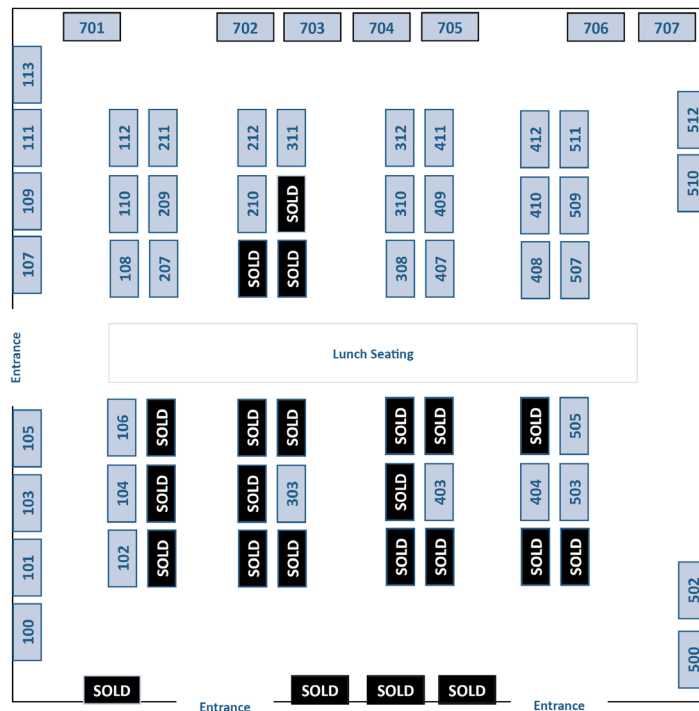 701
702
703
704
705
706
707
113
111
109
107
112
211
212
311
312
411
412
511
512
110
209
210
SOLD
310
409
410
509
510
108
207
SOLD
SOLD
308
407
408
507
Entrance
Lunch Seating
105
103
101
100
106
SOLD
SOLD
SOLD
SOLD
SOLD
SOLD
505
104
SOLD
SOLD
303
SOLD
403
404
503
102
SOLD
SOLD
SOLD
SOLD
SOLD
SOLD
SOLD
502
500
SOLD
Entrance
SOLD
SOLD
SOLD
Entrance